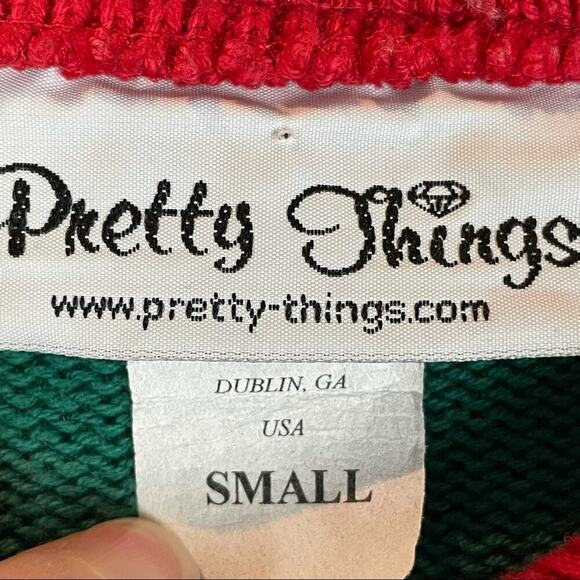 Pretty Things
www.pretty-things.com
DUBLIN, GA
USA
SMALL